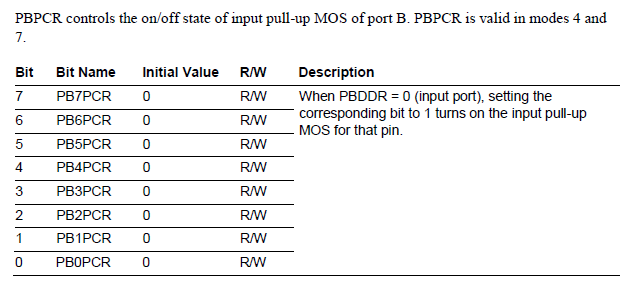 PBPCR controls the on/off state of input pull-up MOS of port B. PBPCR is valid in modes 4 and
7.
Bit Bit Name Initial Value R/W Description
7 PB7PCR 0 R/W When PBDDR = 0 (input port), setting the
corresponding bit to 1 turns on the input pull-up
MOS for that pin.
6 PB6PCR 0 R/W
5 PB5PCR 0 R/W
4 PB4PCR 0 R/W
3 PB3PCR 0 R/W
2 PB2PCR 0 R/W
1 PB1PCR 0 R/W
0 PB0PCR 0 R/W